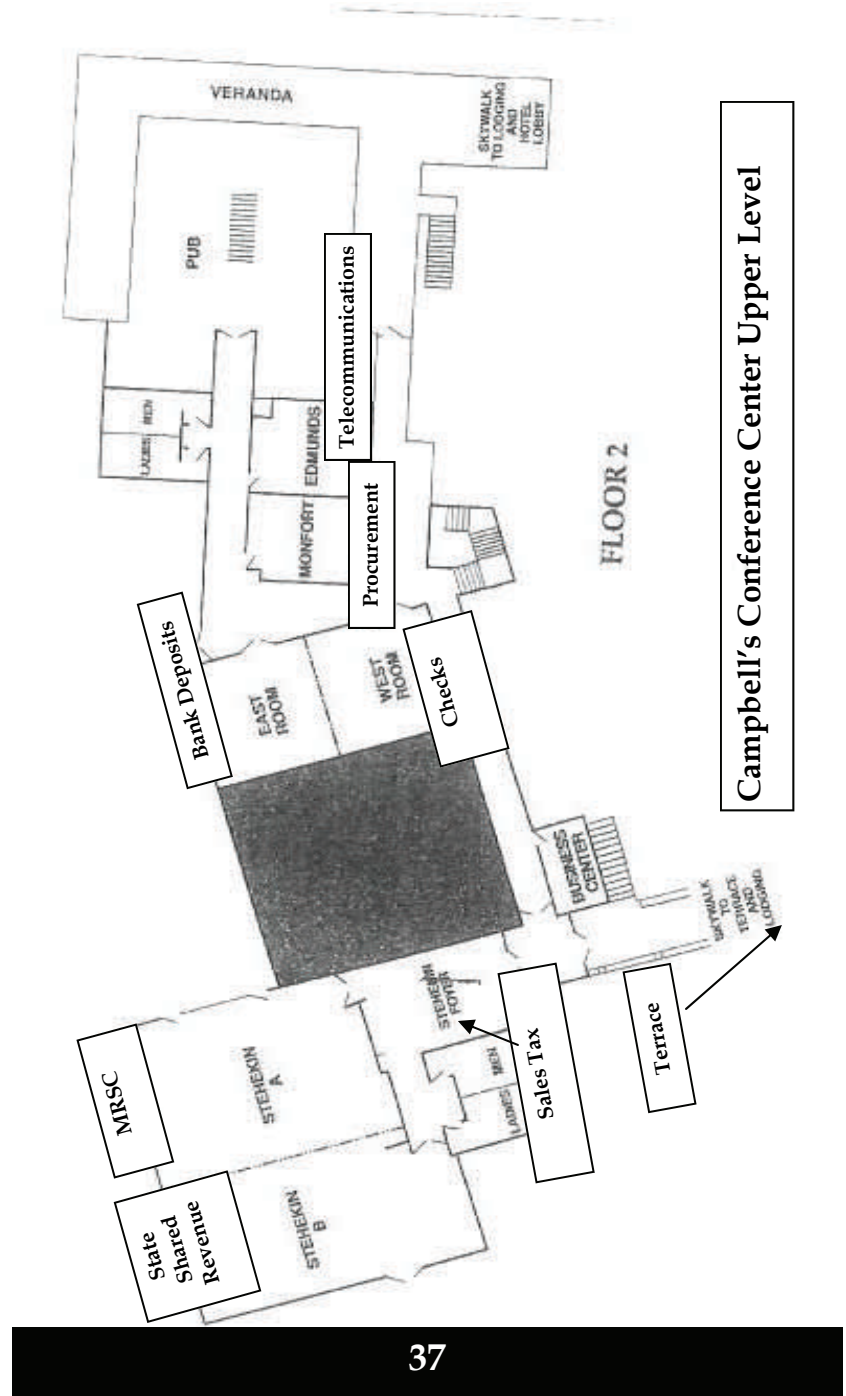 VERANDA
SKYWALK
TO LODGING
AND
HOTEL
LOBBY
PUB
Telecommunications
LADIES
MEN
EDMUNDS
MONFORT
Procurement
FLOOR 2
Campbell’s Conference Center Upper Level
Bank Deposits
EAST
ROOM
WEST
ROOM
Checks
BUSINESS
CENTER
SKYWALK
TO
TERRACE
AND
LODGING
Terrace
STEHEKIN
FOYER
Sales Tax
MEN
LADIES
MRSC
STEHEKIN
A
State
Shared
Revenue
STEHEKIN
B
37